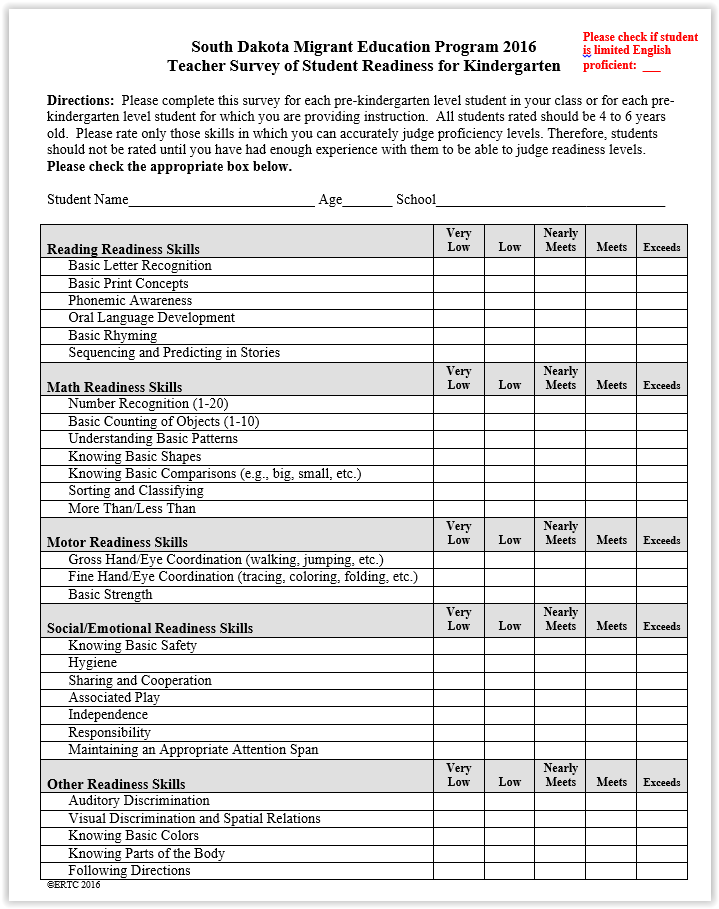 South Dakota Migrant Education Program 2016
Teacher Survey of Student Readiness for Kindergarten
Please check if student
is limited English
proficient: ___
Directions: Please complete this survey for each pre-kindergarten level student in your class or for each pre-
kindergarten level student for which you are providing instruction. All students rated should be 4 to 6 years
old. Please rate only those skills in which you can accurately judge proficiency levels. Therefore, students
should not be rated until you have had enough experience with them to be able to judge readiness levels.
Please check the appropriate box below.
Student Name___________________________ Age_______ School_________________________________
Reading Readiness Skills Very Low Low Nearly Meets Meets Exceeds
Basic Letter Recognition
Basic Print Concepts
Phonemic Awareness
Oral Language Development
Basic Rhyming
Sequencing and Predicting in Stories
Math Readiness Skills Very Low Low Nearly Meets Meets Exceeds
Number Recognition (1-20)
Basic Counting of Objects (1-10)
Understanding Basic Patterns
Knowing Basic Shapes
Knowing Basic Comparisons (e.g., big, small, etc.)
Sorting and Classifying
More Than/Less Than
Motor Readiness Skills Very Low Low Nearly Meets Meets Exceeds
Gross Hand/Eye Coordination (walking, jumping, etc.)
Fine Hand/Eye Coordination (tracing, coloring, folding, etc.)
Basic Strength
Social/Emotional Readiness Skills Very Low Low Nearly Meets Meets Exceeds
Knowing Basic Safety
Hygiene
Sharing and Cooperation
Associated Play
Independence
Responsibility
Maintaining an Appropriate Attention Span
Other Readiness Skills Very Low Low Nearly Meets Meets Exceeds
Auditory Discrimination
Visual Discrimination and Spatial Relations
Knowing Basic Colors
Knowing Parts of the Body
Following Directions
©ERTC 2016